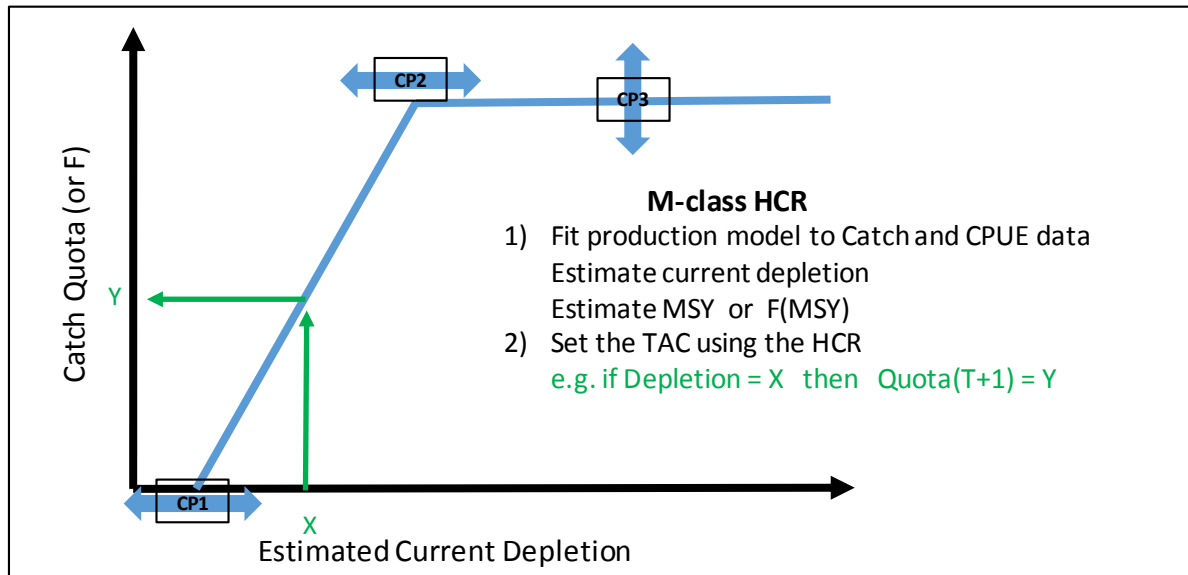 CP2
CP3
Catch Quota (or F)
M-class HCR
1) Fit production model to Catch and CPUE data
Estimate current depletion
Estimate MSY or F(MSY)
2) Set the TAC using the HCR
e.g. if Depletion = X then Quota(T+1) = Y
Y
CP1
X
Estimated Current Depletion